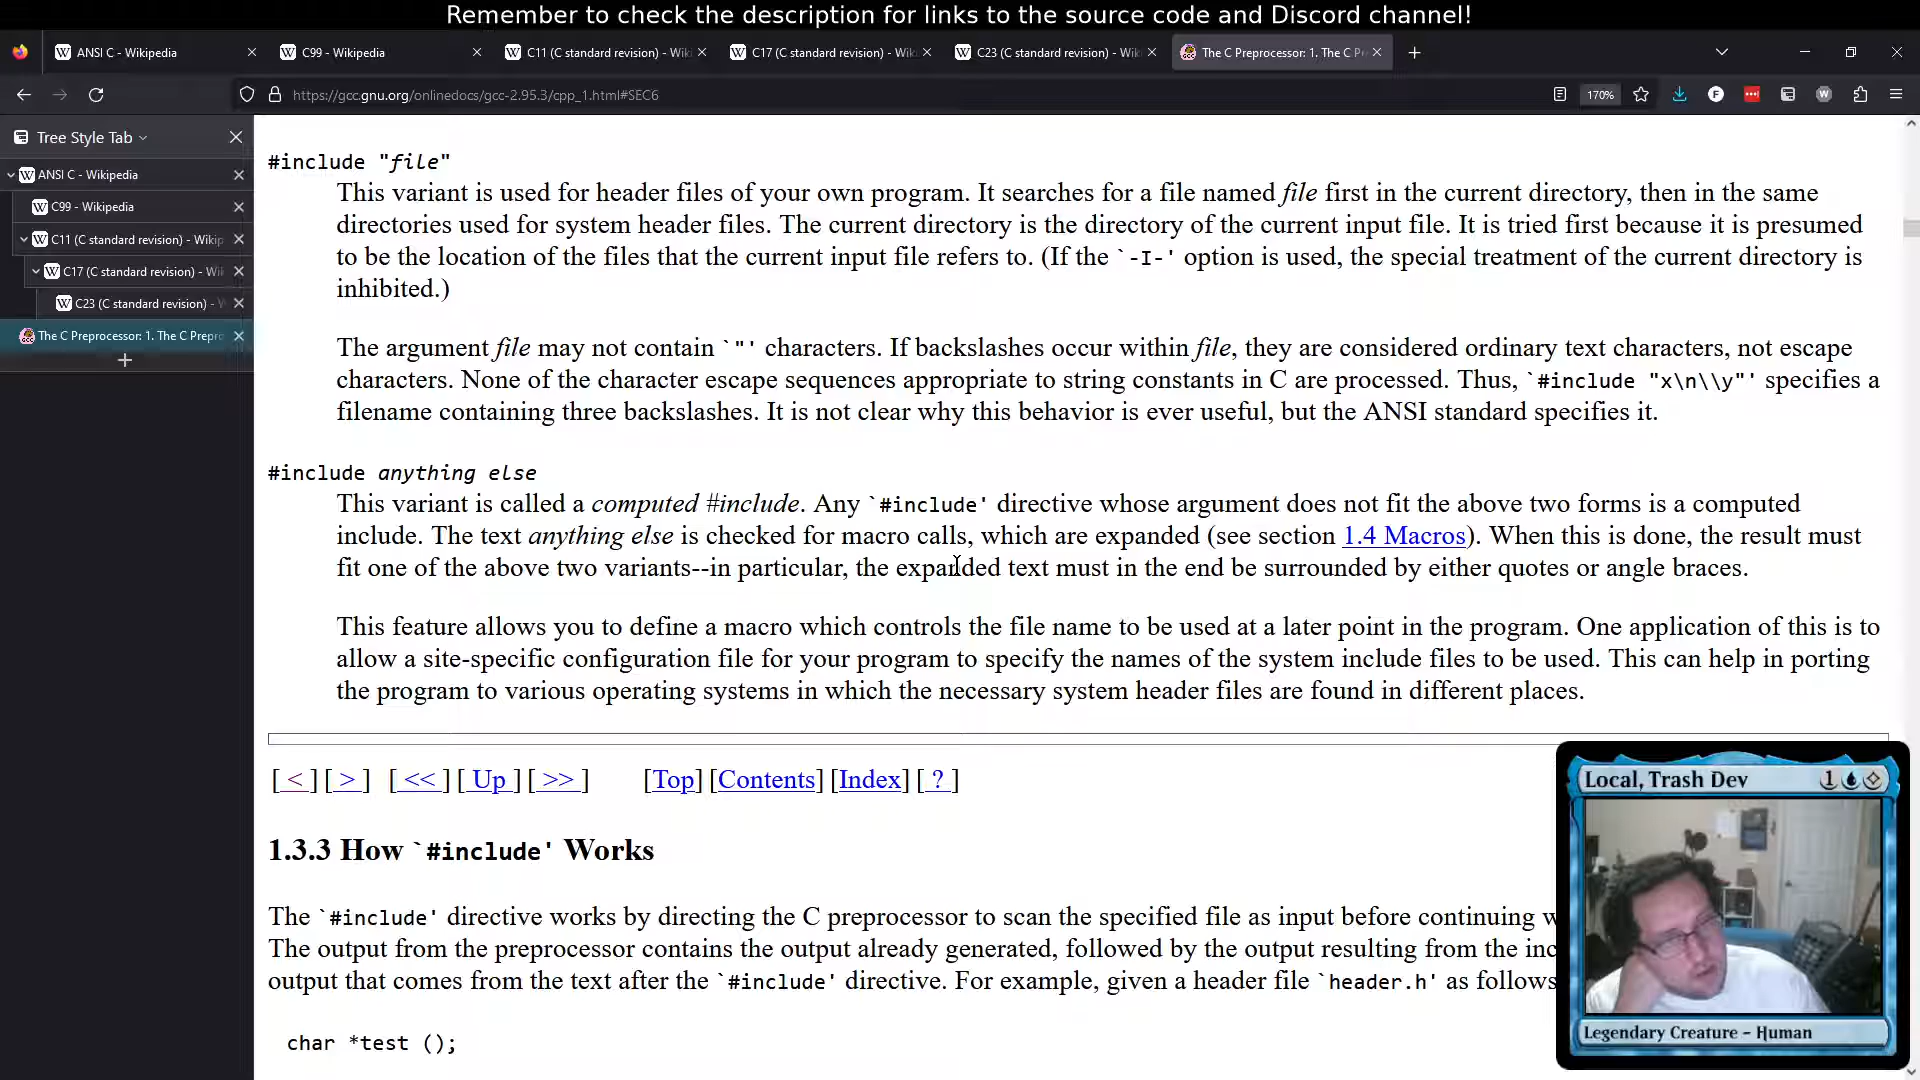 Remember to check the description for links to the source code and Discord channel!
ANSI C - Wikipedia
C99 - Wikipedia
C11 (C standard revision) - Wiki
C17 (C standard revision) - Wiki
C23 (C standard revision) - Wiki
The C Preprocessor: 1. The C Pr
https://gcc.gnu.org/onlinedocs/gcc-2.95.3/cpp_1.html#SEC6
170%
Tree Style Tab
ANSI C - Wikipedia
C99 - Wikipedia
C11 (C standard revision) - Wikip
C17 (C standard revision) - Wi
C23 (C standard revision) -
The C Preprocessor: 1. The C Prepro
#include "file"
This variant is used for header files of your own program. It searches for a file named file first in the current directory, then in the same
directories used for system header files. The current directory is the directory of the current input file. It is tried first because it is presumed
to be the location of the files that the current input file refers to. (If the `-I-' option is used, the special treatment of the current directory is
inhibited.)
The argument file may not contain `"' characters. If backslashes occur within file, they are considered ordinary text characters, not escape
characters. None of the character escape sequences appropriate to string constants in C are processed. Thus, `#include "x\n\\y"' specifies a
filename containing three backslashes. It is not clear why this behavior is ever useful, but the ANSI standard specifies it.
#include anything else
This variant is called a computed #include. Any `#include' directive whose argument does not fit the above two forms is a computed
include. The text anything else is checked for macro calls, which are expanded (see section 1.4 Macros). When this is done, the result must
fit one of the above two variants--in particular, the expanded text must in the end be surrounded by either quotes or angle braces.
This feature allows you to define a macro which controls the file name to be used at a later point in the program. One application of this is to
allow a site-specific configuration file for your program to specify the names of the system include files to be used. This can help in porting
the program to various operating systems in which the necessary system header files are found in different places.
[ < ] [ > ] [ << ] [ Up ] [ >> ] [Top] [Contents] [Index] [ ? ]
1.3.3 How `#include' Works
The `#include' directive works by directing the C preprocessor to scan the specified file as input before continuing w
The output from the preprocessor contains the output already generated, followed by the output resulting from the inc
output that comes from the text after the `#include' directive. For example, given a header file `header.h' as follows
char *test ();
Local, Trash Dev 1
Legendary Creature – Human